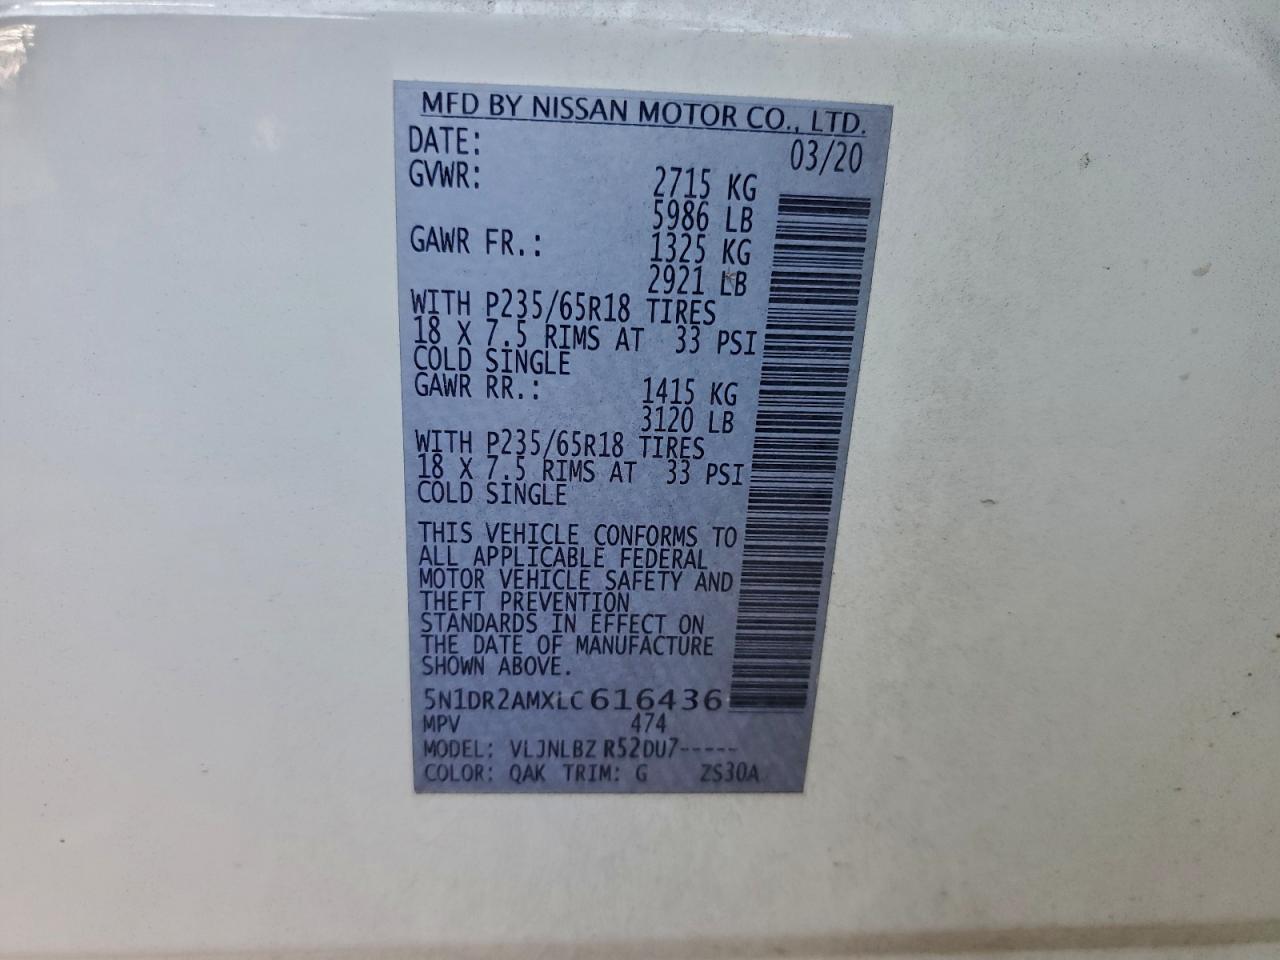 MFD BY NISSAN MOTOR CO., LTD.
DATE: 03/20
GVWR: 2715 KG
5986 LB
GAWR FR.: 1325 KG
2921 LB
WITH P235/65R18 TIRES
18 X 7.5 RIMS AT 33 PSI
COLD SINGLE
GAWR RR.: 1415 KG
3120 LB
WITH P235/65R18 TIRES
18 X 7.5 RIMS AT 33 PSI
COLD SINGLE
THIS VEHICLE CONFORMS TO
ALL APPLICABLE FEDERAL
MOTOR VEHICLE SAFETY AND
THEFT PREVENTION
STANDARDS IN EFFECT ON
THE DATE OF MANUFACTURE
SHOWN ABOVE.
5N1DR2AMXLC616436
MPV 474
MODEL: VLJNLBZ R52DU7-----
COLOR: QAK TRIM: G ZS30A